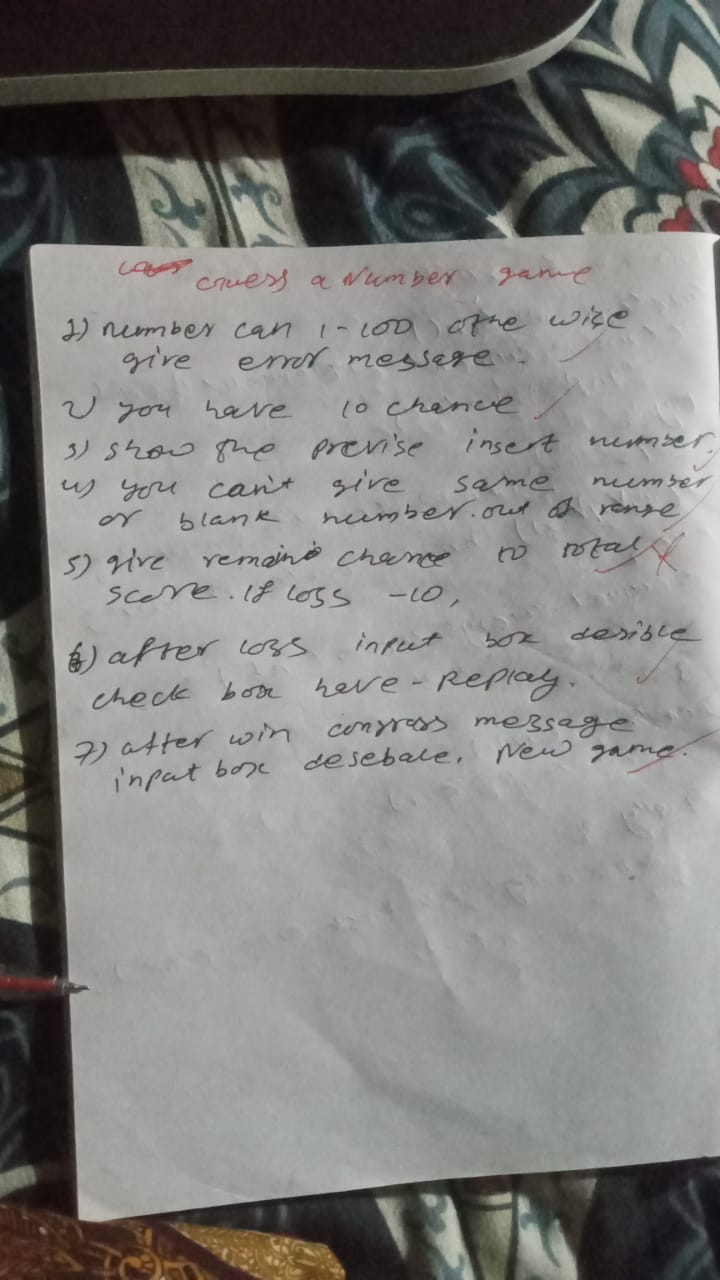 Guess a Number game
1) number can 1-100 othe wise
give error message.
2) you have 10 chance
3) show the previse insert number.
4) you can't give same number
or blank number. out of range
5) give remaind chance to total
score. If loss -10,
6) after loss input box desible
check box have - Replay.
7) after win congrass message
input box desebale. New game.